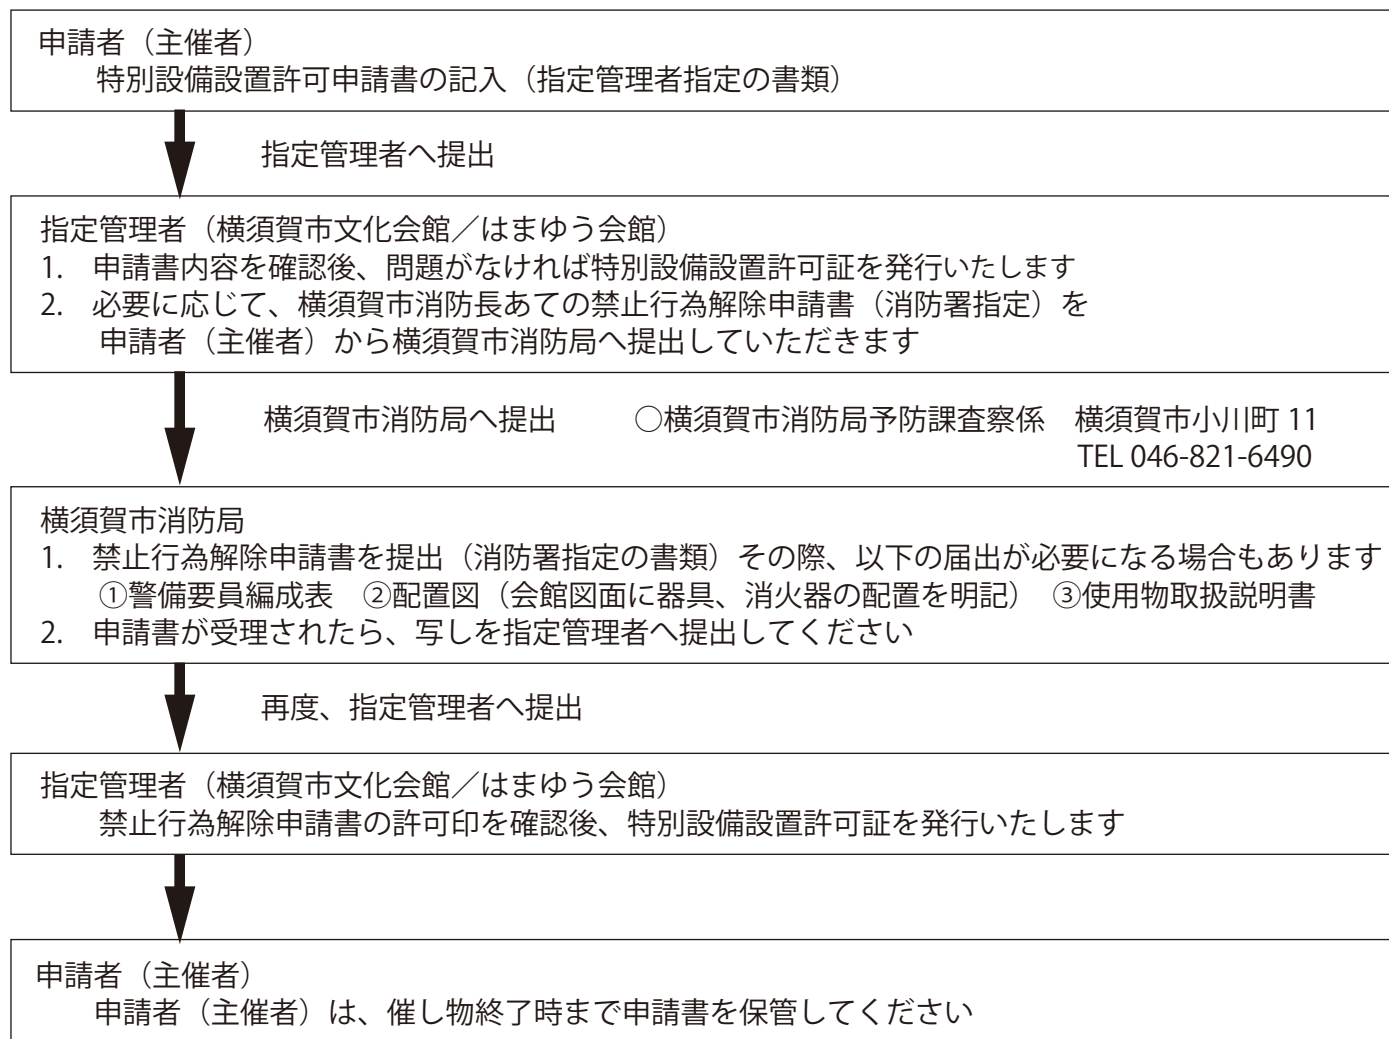 申請者（主催者）
特別設備設置許可申請書の記入（指定管理者指定の書類）
指定管理者へ提出
指定管理者（横須賀市文化会館／はまゆう会館）
1. 申請書内容を確認後、問題がなければ特別設備設置許可証を発行いたします
2. 必要に応じて、横須賀市消防長あての禁止行為解除申請書（消防署指定）を
申請者（主催者）から横須賀市消防局へ提出していただきます
横須賀市消防局へ提出 ○横須賀市消防局予防課査察係 横須賀市小川町 11
TEL 046-821-6490
横須賀市消防局
1. 禁止行為解除申請書を提出（消防署指定の書類）その際、以下の届出が必要になる場合もあります
①警備要員編成表 ②配置図（会館図面に器具、消火器の配置を明記） ③使用物取扱説明書
2. 申請書が受理されたら、写しを指定管理者へ提出してください
再度、指定管理者へ提出
指定管理者（横須賀市文化会館／はまゆう会館）
禁止行為解除申請書の許可印を確認後、特別設備設置許可証を発行いたします
申請者（主催者）
申請者（主催者）は、催し物終了時まで申請書を保管してください